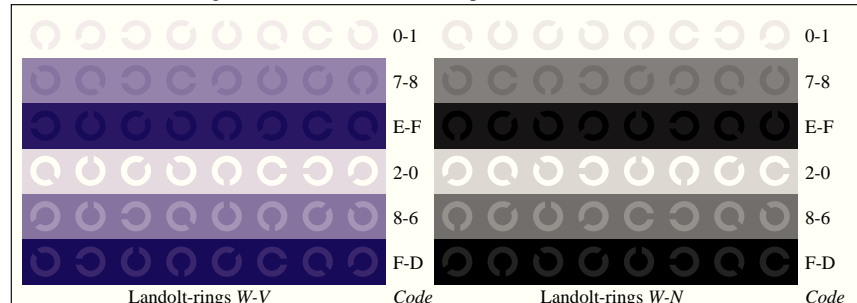 0-1 0-1
7-8 7-8
E-F E-F
2-0 2-0
8-6 8-6
F-D F-D
Landolt-rings W-V Code Landolt-rings W-N Code